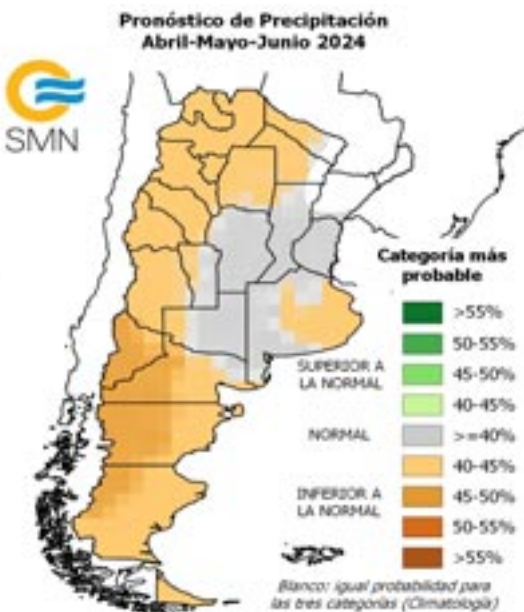 Pronóstico de Precipitación
Abril-Mayo-Junio 2024
SMN
Categoría más
probable
>55%
50-55%
45-50%
40-45%
SUPERIOR A
LA NORMAL
NORMAL
>=40%
40-45%
45-50%
INFERIOR A
LA NORMAL
50-55%
>55%
Blanco: igual probabilidad para
las tres categorías (Climatología)